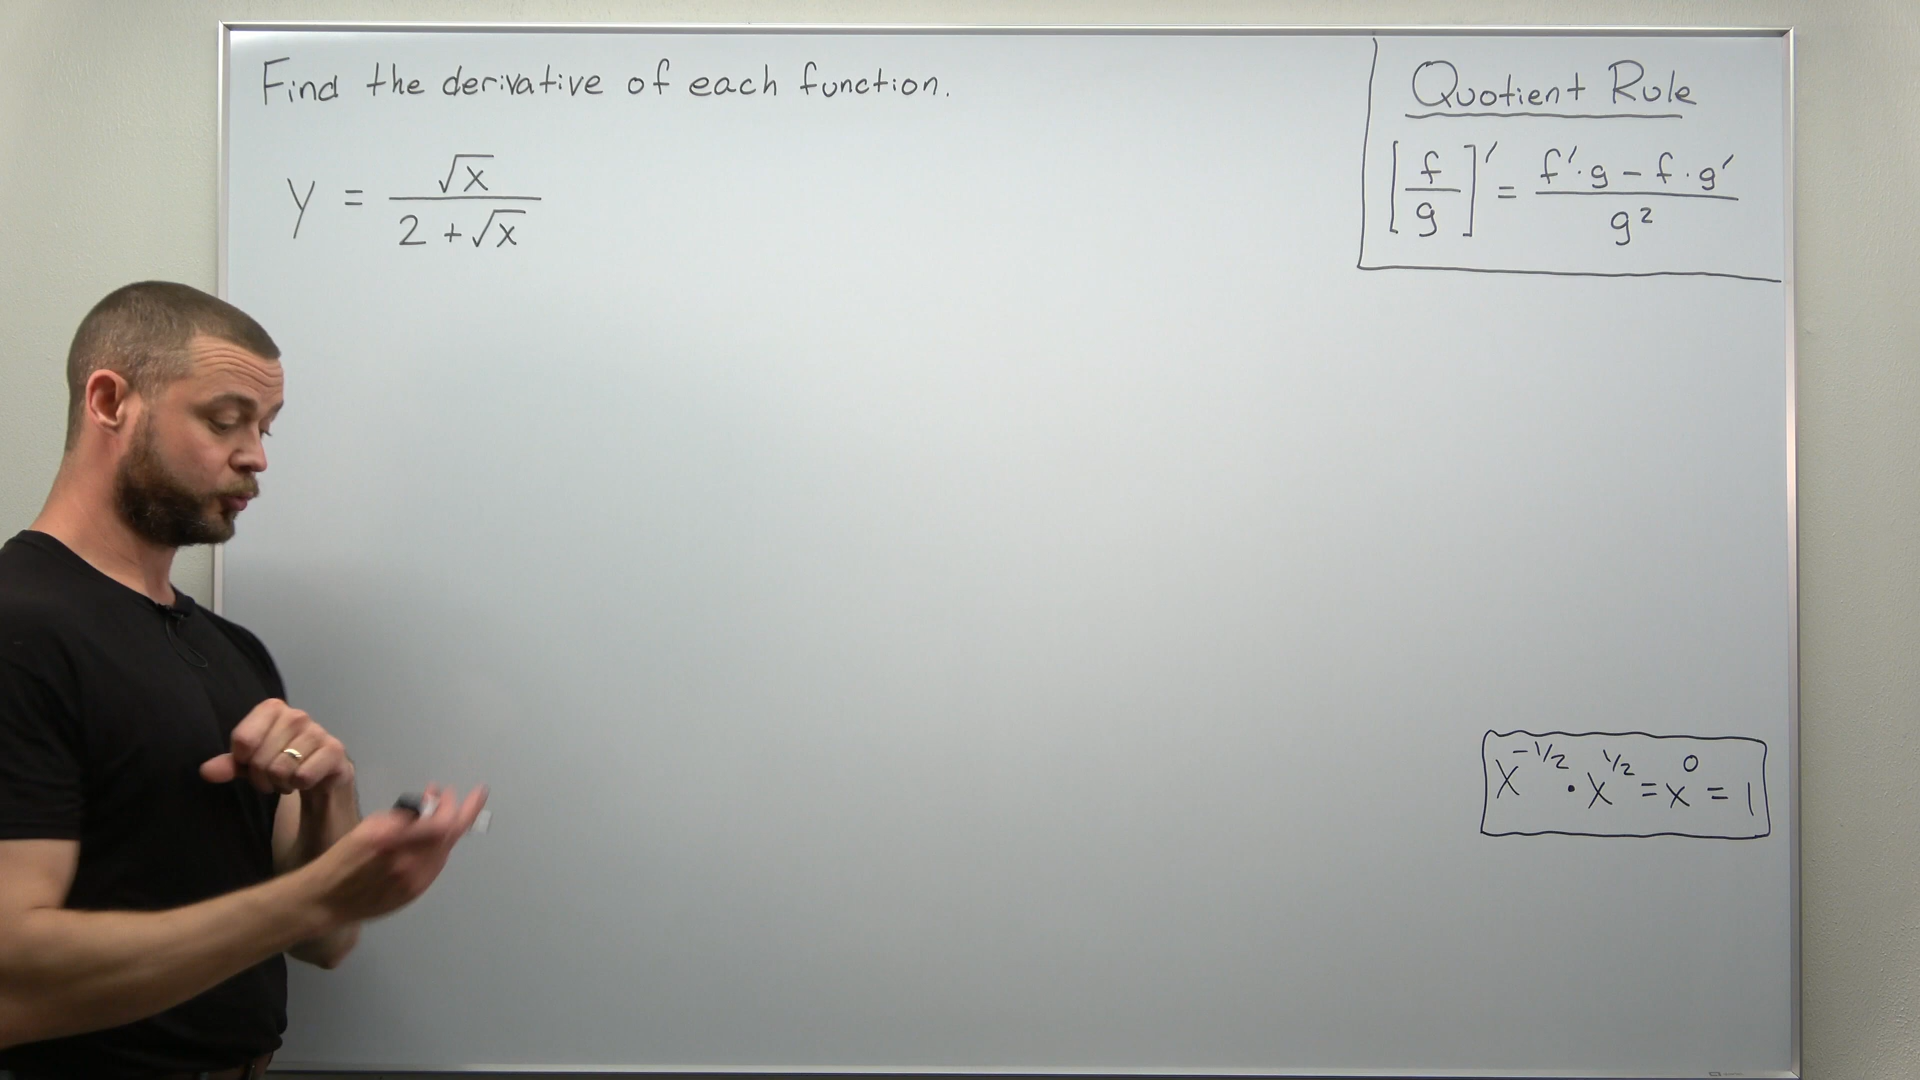 Find the derivative of each function.
y = √x / (2 + √x)
Quotient Rule
[f/g]′ = (f′·g − f·g′) / g²
x^(−1/2) · x^(1/2) = x^0 = 1